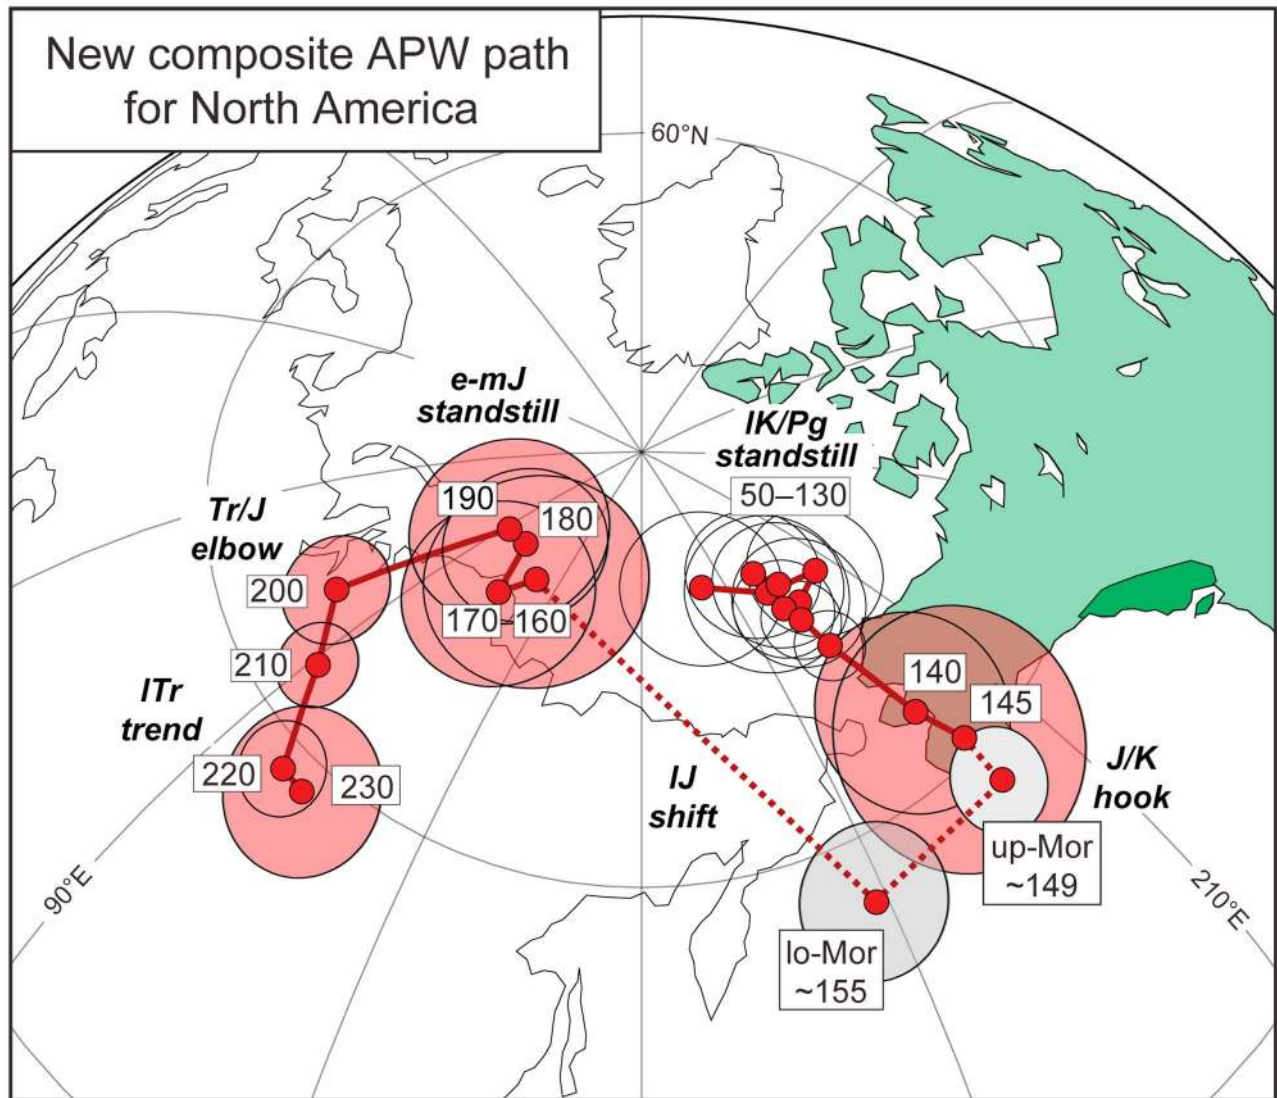 New composite APW path
for North America
60°N
e-mJ
standstill
lK/Pg
standstill
50–130
190
180
Tr/J
elbow
200
170
160
210
140
145
lTr
trend
220
230
lJ
shift
J/K
hook
up-Mor
~149
90°E
210°E
lo-Mor
~155